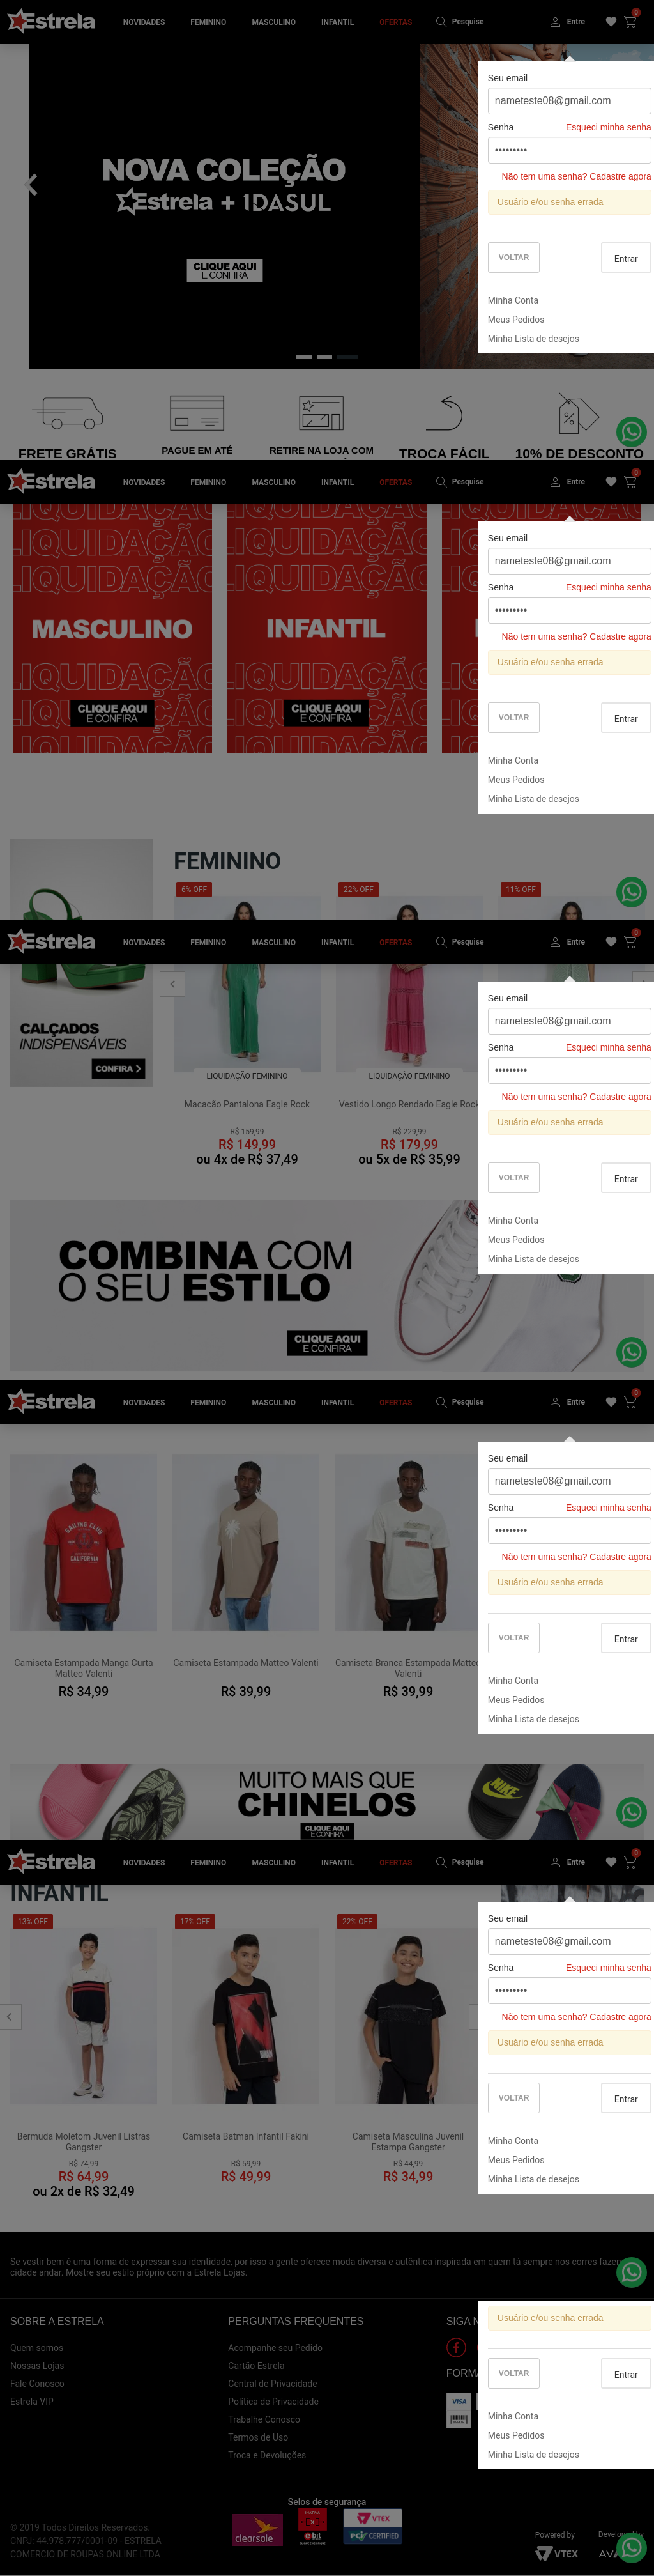 Estrela NOVIDADES FEMININO MASCULINO INFANTIL OFERTAS Pesquise Entre 0
NOVA COLEÇÃO
Estrela + IDASUL
CLIQUE AQUI
E CONFIRA
Seu email
nameteste08@gmail.com
Senha Esqueci minha senha
•••••••••
Não tem uma senha? Cadastre agora
Usuário e/ou senha errada
VOLTAR Entrar
Minha Conta
Meus Pedidos
Minha Lista de desejos
FRETE GRÁTIS PAGUE EM ATÉ RETIRE NA LOJA COM TROCA FÁCIL 10% DE DESCONTO
Estrela NOVIDADES FEMININO MASCULINO INFANTIL OFERTAS Pesquise Entre 0
MASCULINO INFANTIL
CLIQUE AQUI
E CONFIRA
CLIQUE AQUI
E CONFIRA
Seu email
nameteste08@gmail.com
Senha Esqueci minha senha
•••••••••
Não tem uma senha? Cadastre agora
Usuário e/ou senha errada
VOLTAR Entrar
Minha Conta
Meus Pedidos
Minha Lista de desejos
FEMININO
6% OFF 22% OFF 11% OFF
Estrela NOVIDADES FEMININO MASCULINO INFANTIL OFERTAS Pesquise Entre 0
CALÇADOS
INDISPENSÁVEIS
CONFIRA
LIQUIDAÇÃO FEMININO LIQUIDAÇÃO FEMININO
Macacão Pantalona Eagle Rock Vestido Longo Rendado Eagle Rock
R$ 159,99 R$ 229,99
R$ 149,99 R$ 179,99
ou 4x de R$ 37,49 ou 5x de R$ 35,99
Seu email
nameteste08@gmail.com
Senha Esqueci minha senha
•••••••••
Não tem uma senha? Cadastre agora
Usuário e/ou senha errada
VOLTAR Entrar
Minha Conta
Meus Pedidos
Minha Lista de desejos
COMBINA COM
O SEU ESTILO
CLIQUE AQUI
E CONFIRA
Estrela NOVIDADES FEMININO MASCULINO INFANTIL OFERTAS Pesquise Entre 0
SAILING CLUB
CALIFORNIA
Camiseta Estampada Manga Curta Camiseta Estampada Matteo Valenti Camiseta Branca Estampada Matteo
Matteo Valenti Valenti
R$ 34,99 R$ 39,99 R$ 39,99
Seu email
nameteste08@gmail.com
Senha Esqueci minha senha
•••••••••
Não tem uma senha? Cadastre agora
Usuário e/ou senha errada
VOLTAR Entrar
Minha Conta
Meus Pedidos
Minha Lista de desejos
MUITO MAIS QUE
CHINELOS
CLIQUE AQUI
E CONFIRA
Estrela NOVIDADES FEMININO MASCULINO INFANTIL OFERTAS Pesquise Entre 0
INFANTIL
13% OFF 17% OFF 22% OFF
Bermuda Moletom Juvenil Listras Camiseta Batman Infantil Fakini Camiseta Masculina Juvenil
Gangster Estampa Gangster
R$ 74,99 R$ 59,99 R$ 44,99
R$ 64,99 R$ 49,99 R$ 34,99
ou 2x de R$ 32,49
Seu email
nameteste08@gmail.com
Senha Esqueci minha senha
•••••••••
Não tem uma senha? Cadastre agora
Usuário e/ou senha errada
VOLTAR Entrar
Minha Conta
Meus Pedidos
Minha Lista de desejos
Se vestir bem é uma forma de expressar sua identidade, por isso a gente oferece moda diversa e autêntica inspirada em quem tá sempre nos corres fazen
cidade andar. Mostre seu estilo próprio com a Estrela Lojas.
SOBRE A ESTRELA
Quem somos
Nossas Lojas
Fale Conosco
Estrela VIP
PERGUNTAS FREQUENTES
Acompanhe seu Pedido
Cartão Estrela
Central de Privacidade
Política de Privacidade
Trabalhe Conosco
Termos de Uso
Troca e Devoluções
SIGA N
FORMA
VISA
Usuário e/ou senha errada
VOLTAR Entrar
Minha Conta
Meus Pedidos
Minha Lista de desejos
Selos de segurança
© 2019 Todos Direitos Reservados.
CNPJ: 44.978.777/0001-09 - ESTRELA
COMERCIO DE ROUPAS ONLINE LTDA
clearsale
ebit
VTEX
PCI CERTIFIED
Powered by
VTEX
Developed by